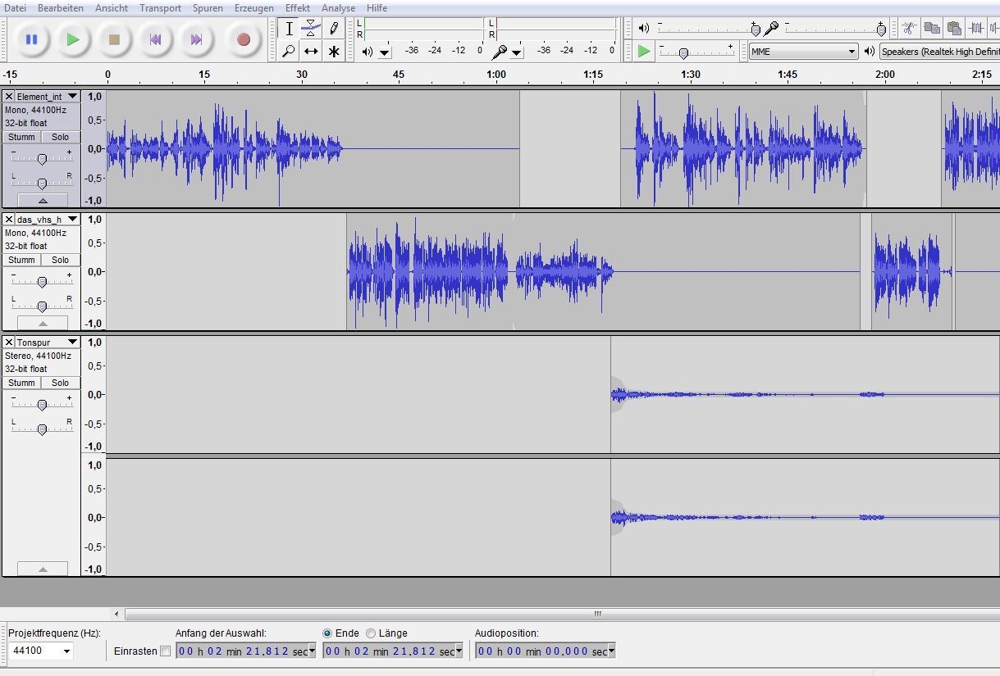 Datei Bearbeiten Ansicht Transport Spuren Erzeugen Effekt Analyse Hilfe
L
R
-36 -24 -12 0
L
R
-36 -24 -12 0
- +
- +
- +
MME
Speakers (Realtek High Definit
-15 0 15 30 45 1:00 1:15 1:30 1:45 2:00 2:15
Element_int
Mono, 44100Hz
32-bit float
Stumm Solo
- +
L R
1,0
0,5-
0,0-
-0,5-
-1,0
das_vhs_h
Mono, 44100Hz
32-bit float
Stumm Solo
- +
L R
1,0
0,5-
0,0-
-0,5-
-1,0
Tonspur
Stereo, 44100Hz
32-bit float
Stumm Solo
- +
L R
1,0
0,5-
0,0-
-0,5-
-1,0
1,0
0,5-
0,0-
-0,5-
-1,0
Projektfrequenz (Hz):
44100
Einrasten
Anfang der Auswahl:
00 h 02 min 21.812 sec
Ende Länge
00 h 02 min 21.812 sec
Audioposition:
00 h 00 min 00.000 sec